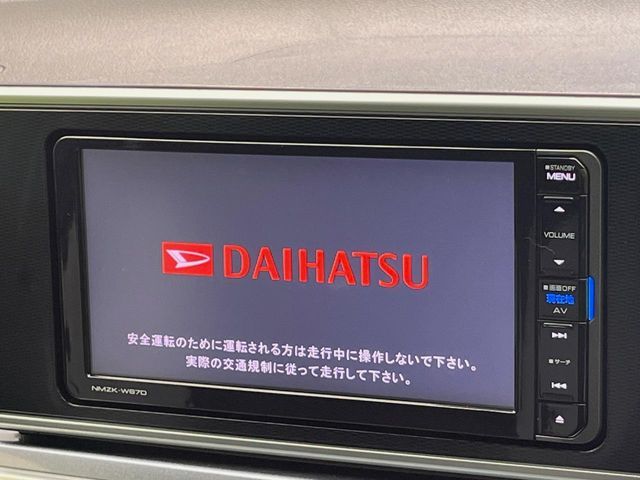 DAIHATSU
安全運転のために運転される方は走行中に操作しないで下さい。
実際の交通規制に従って走行して下さい。
NMZK-W67D
STANDBY
MENU
VOLUME
画面OFF
現在地
AV
サーチ